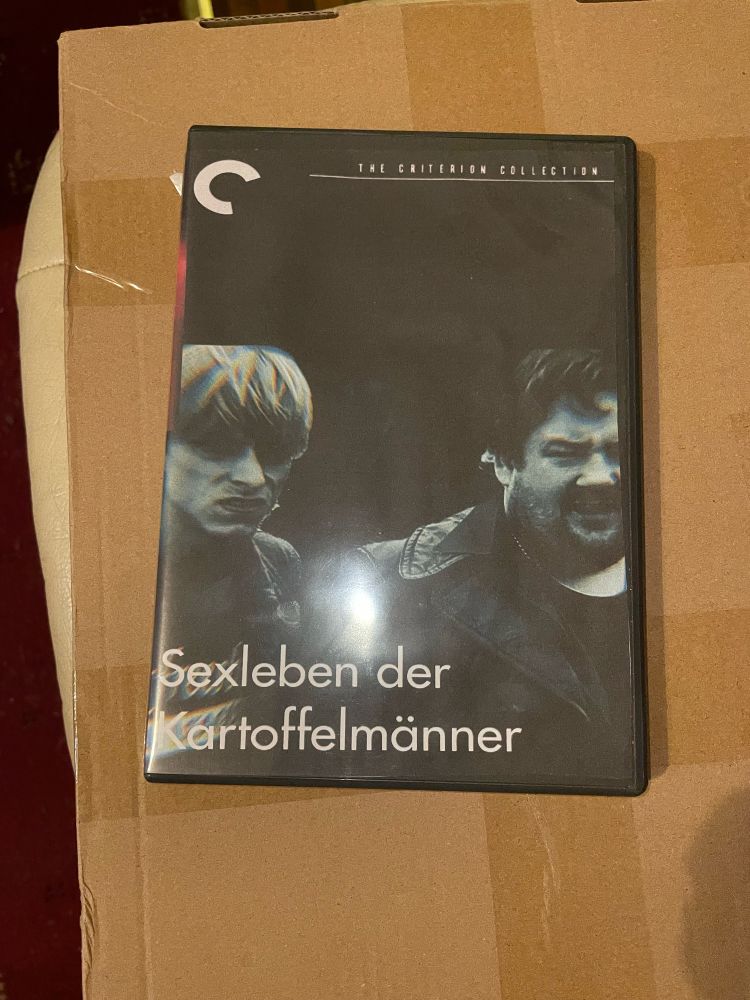 THE CRITERION COLLECTION
Sexleben der
Kartoffelmänner